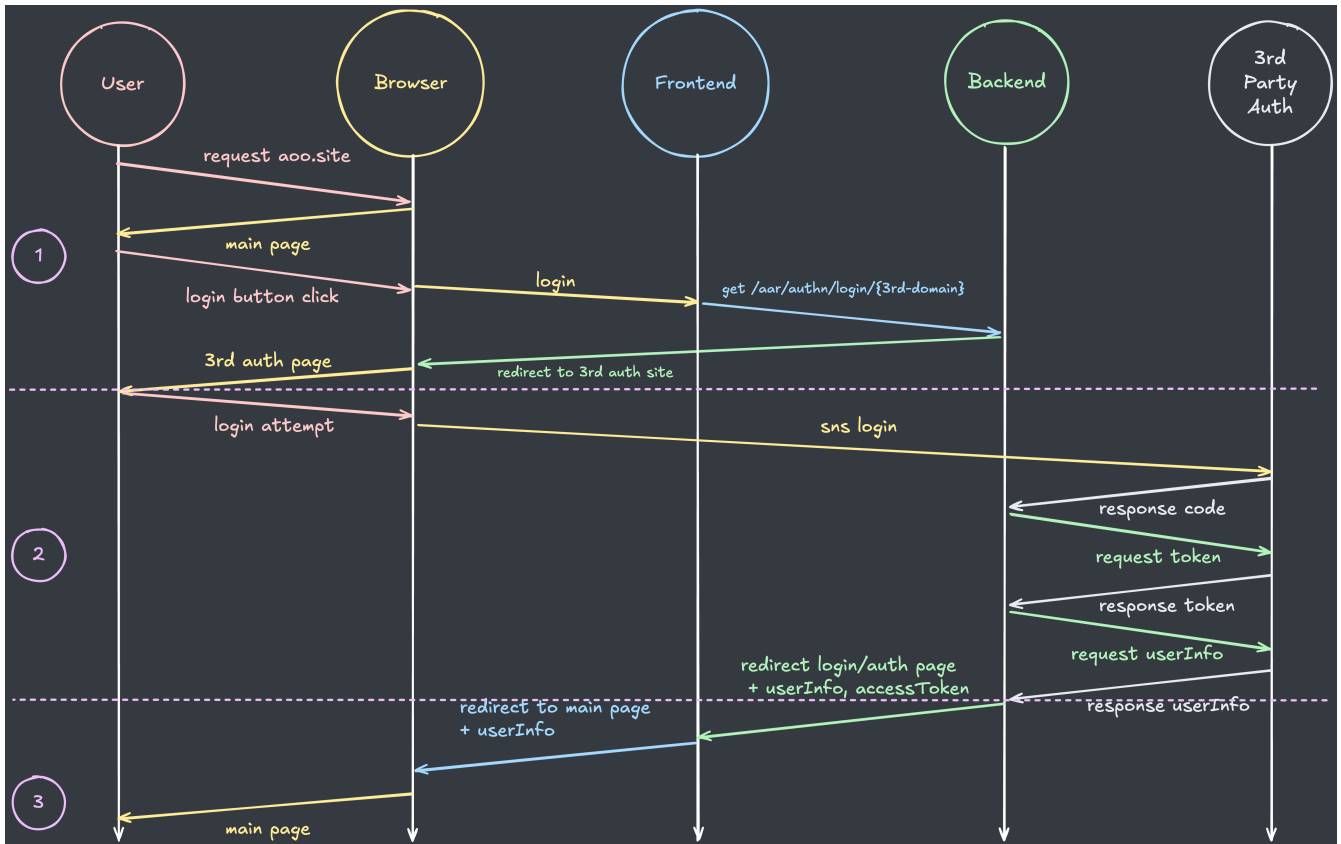 User
Browser
Frontend
Backend
3rd
Party
Auth
request aoo.site
main page
1
login button click
login
get /aar/authn/login/{3rd-domain}
3rd auth page
redirect to 3rd auth site
login attempt
sns login
response code
2
request token
response token
request userInfo
redirect login/auth page
+ userInfo, accessToken
response userInfo
redirect to main page
+ userInfo
3
main page